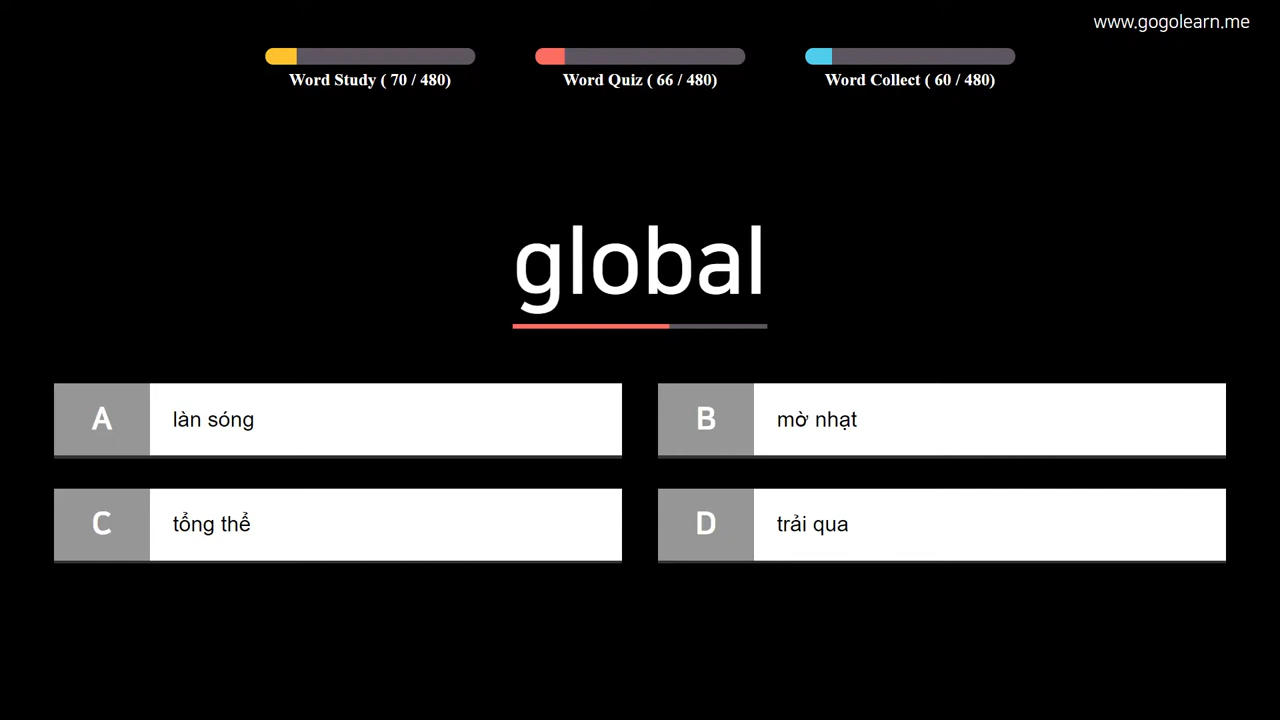 www.gogolearn.me
Word Study ( 70 / 480)
Word Quiz ( 66 / 480)
Word Collect ( 60 / 480)
global
A làn sóng
B mờ nhạt
C tổng thể
D trải qua